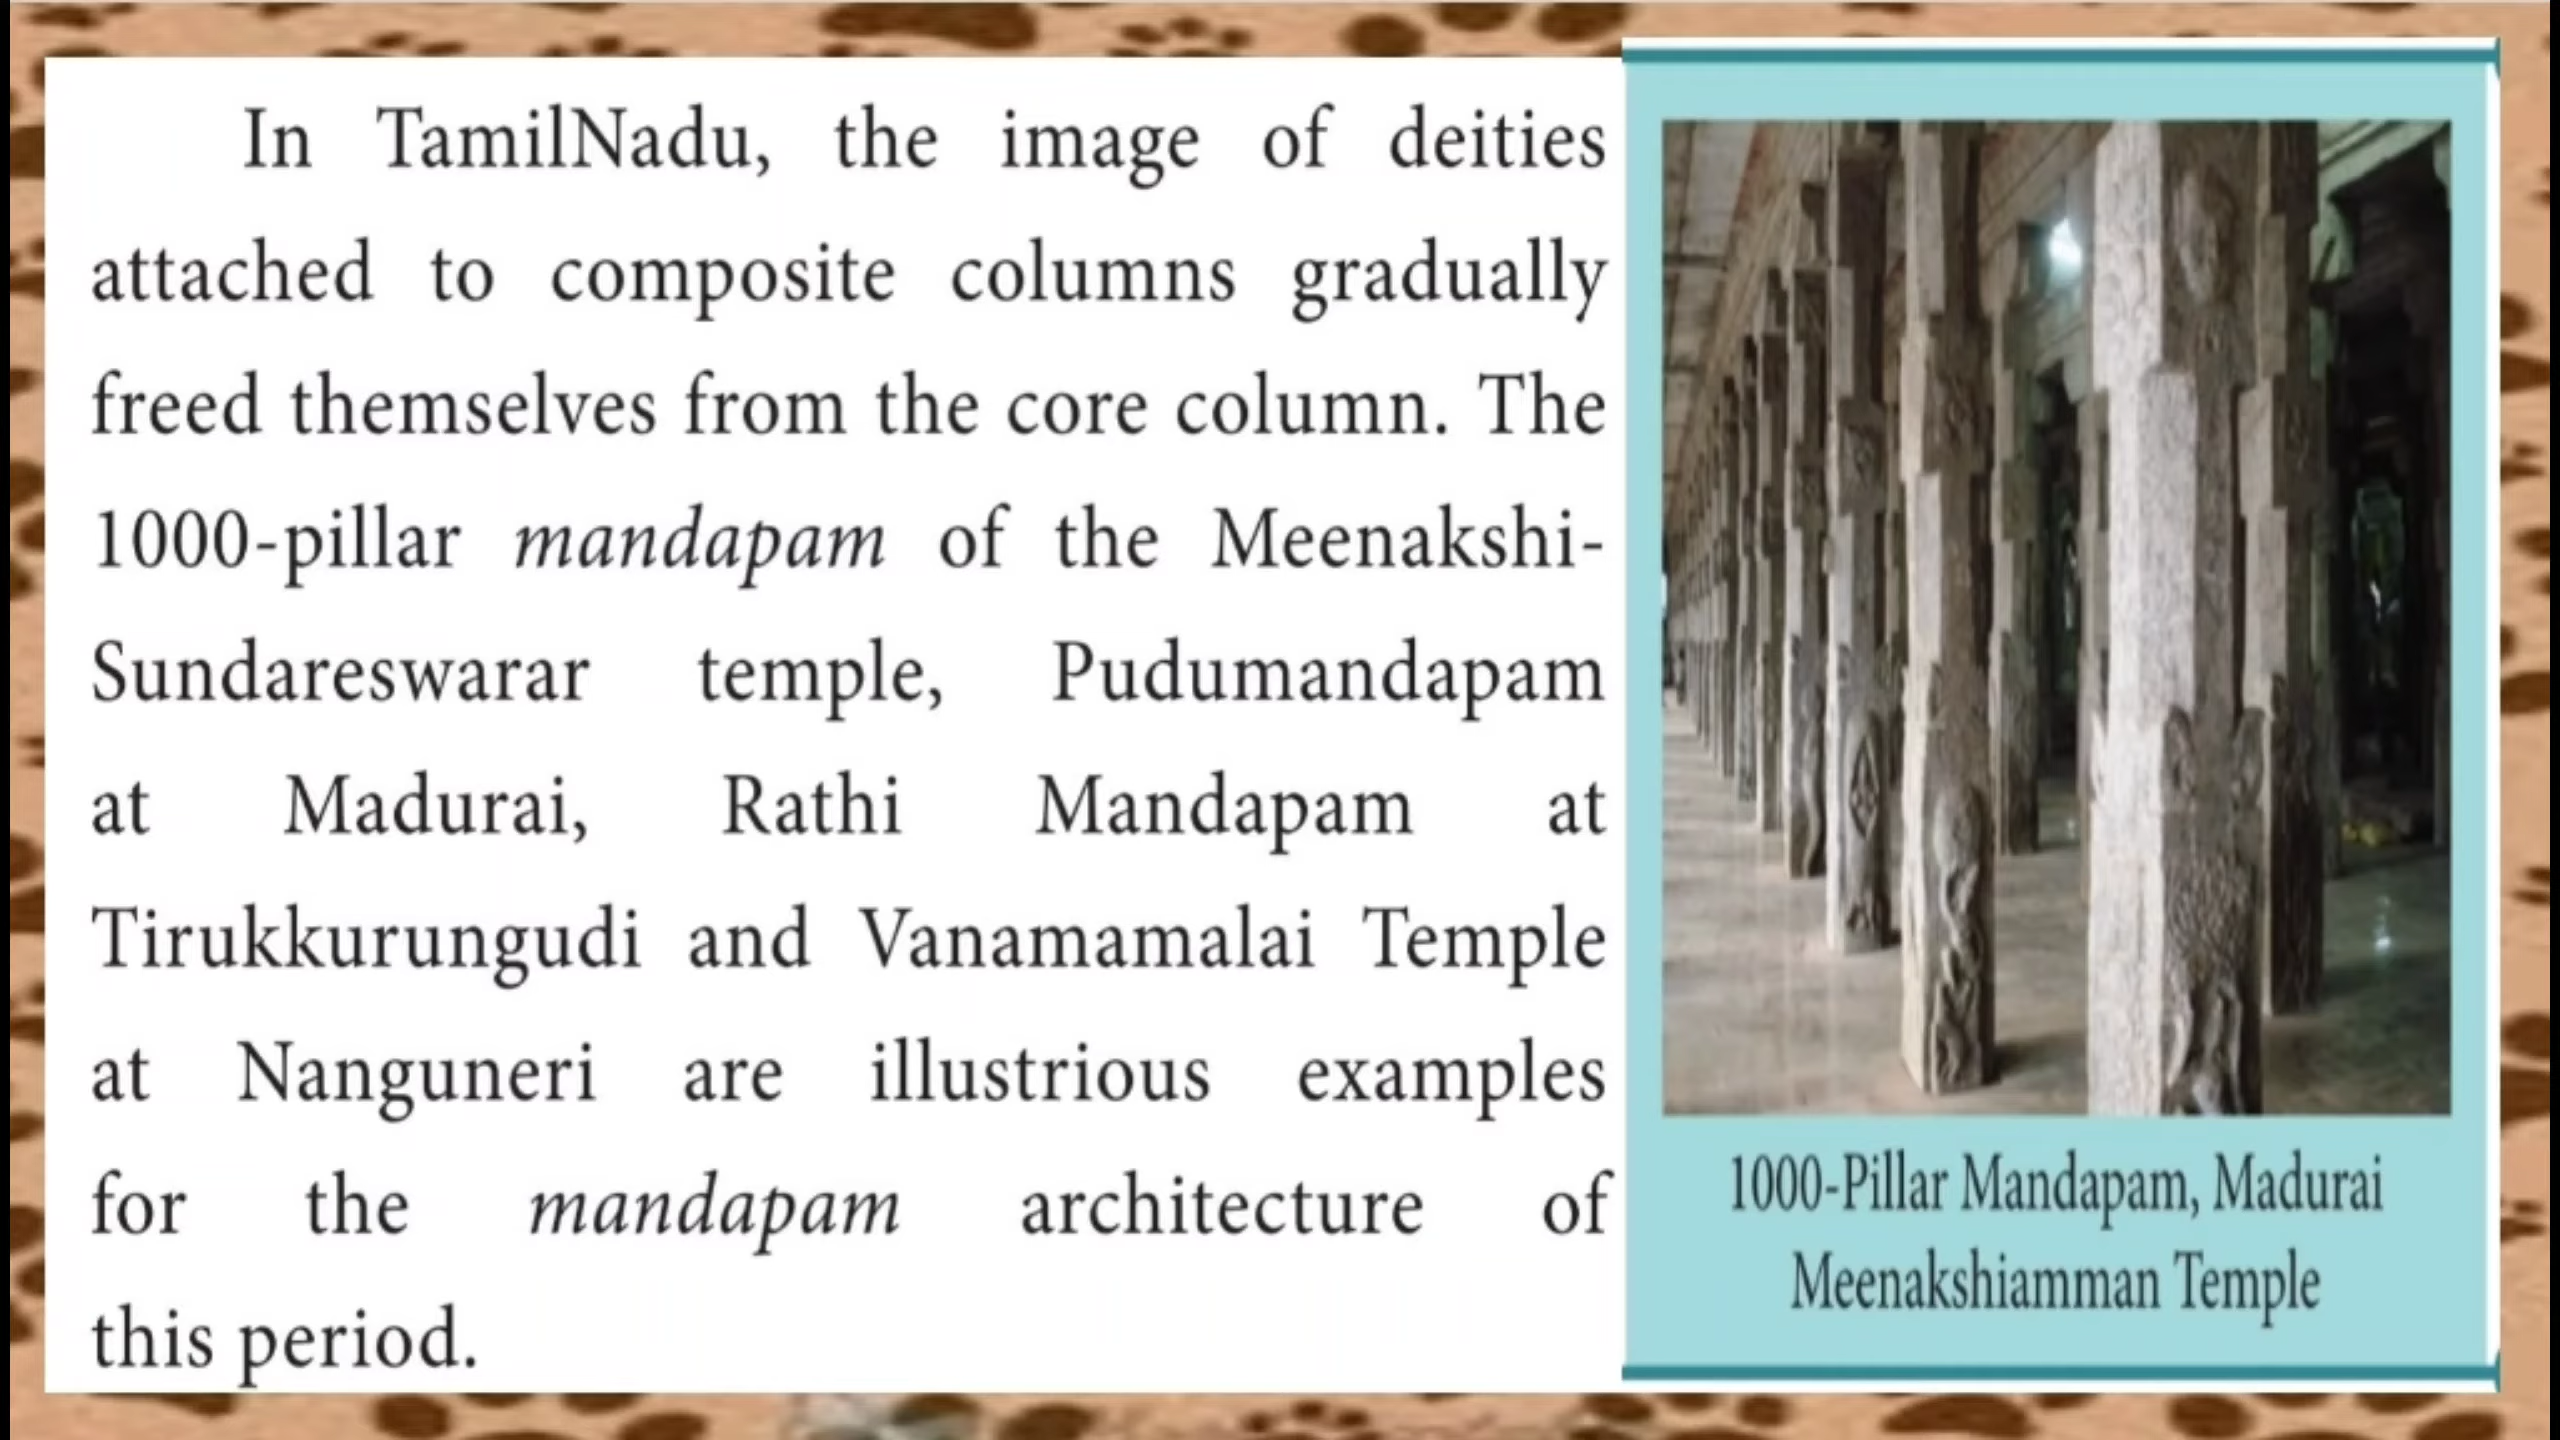 In TamilNadu, the image of deities
attached to composite columns gradually
freed themselves from the core column. The
1000-pillar mandapam of the Meenakshi-
Sundareswarar temple, Pudumandapam
at Madurai, Rathi Mandapam at
Tirukkurungudi and Vanamamalai Temple
at Nanguneri are illustrious examples
for the mandapam architecture of
this period.
1000-Pillar Mandapam, Madurai
Meenakshiamman Temple